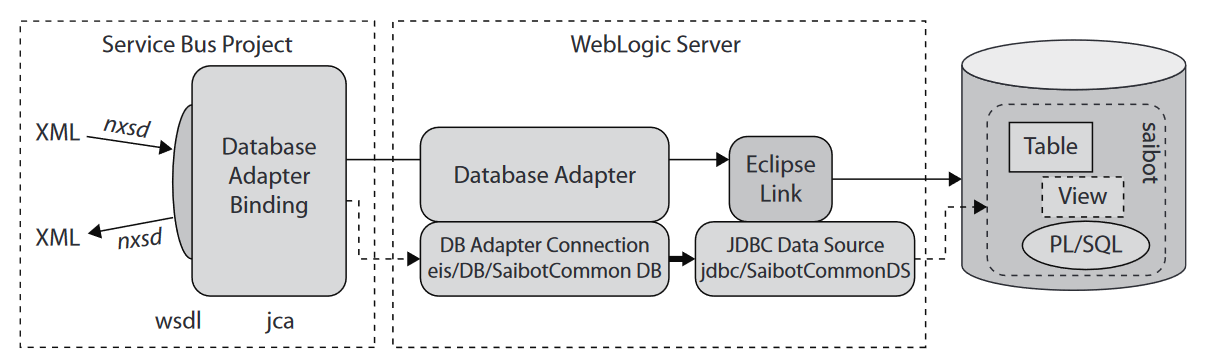 Service Bus Project
WebLogic Server
XML
nxsd
Database
Adapter
Binding
XML
nxsd
wsdl
jca
Database Adapter
DB Adapter Connection
eis/DB/SaibotCommon DB
Eclipse
Link
JDBC Data Source
jdbc/SaibotCommonDS
saibot
Table
View
PL/SQL